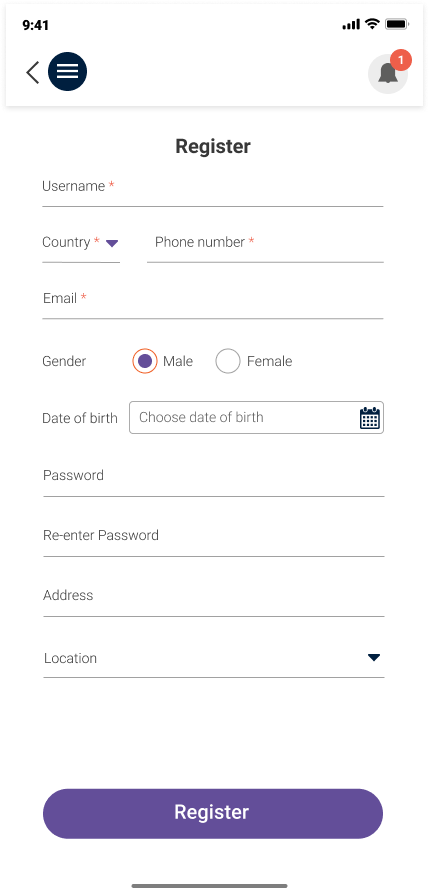 9:41
1
Register
Username *
Country * Phone number *
Email *
Gender Male Female
Date of birth Choose date of birth
Password
Re-enter Password
Address
Location
Register